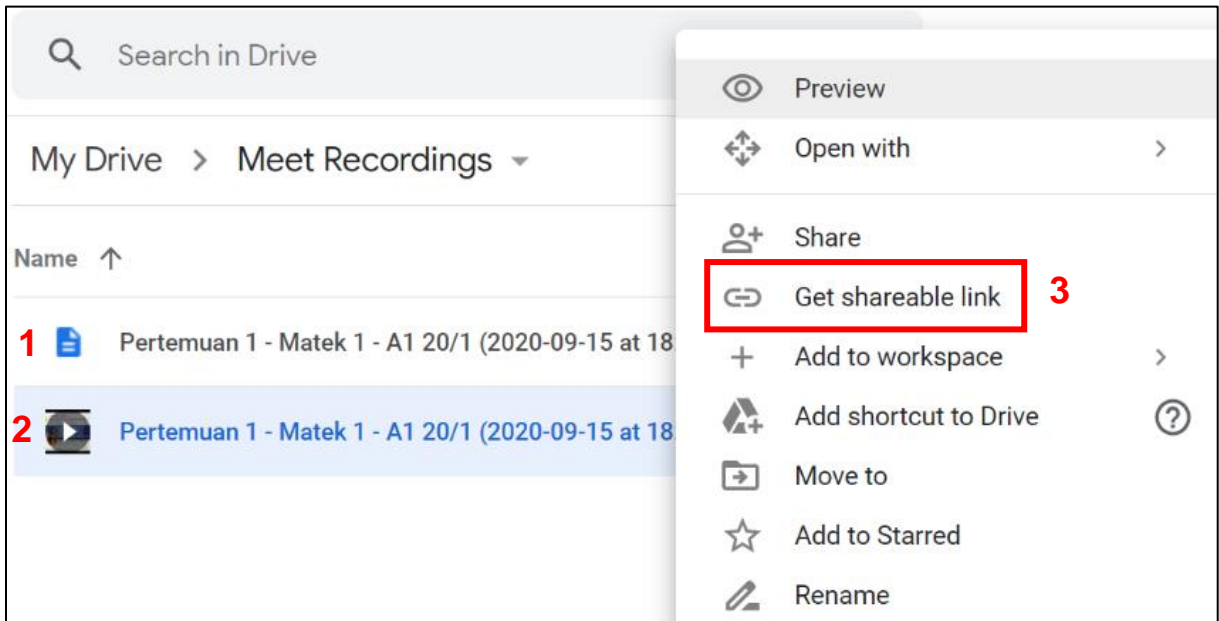 Search in Drive
My Drive > Meet Recordings
Name
1 Pertemuan 1 - Matek 1 - A1 20/1 (2020-09-15 at 18
2 Pertemuan 1 - Matek 1 - A1 20/1 (2020-09-15 at 18
Preview
Open with
Share
Get shareable link 3
Add to workspace
Add shortcut to Drive
Move to
Add to Starred
Rename